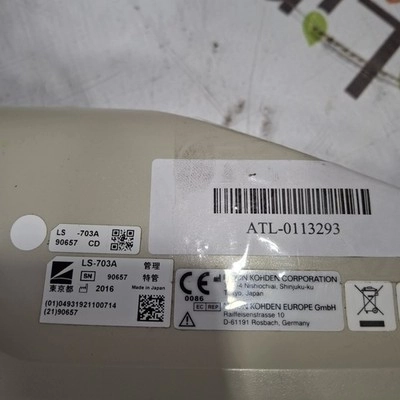 ATL-0113293
LS -703A
90657 CD
LS-703A 管理
SN 90657 特管
東京都 2016 Made in Japan
(01)04931921100714
(21)90657
CE KOHDEN CORPORATION
0086 -4 Nishiochiai, Shinjuku-ku
Tokyo, Japan
EC REP KOHDEN EUROPE GmbH
Raiffeisenstrasse 10
D-61191 Rosbach, Germany